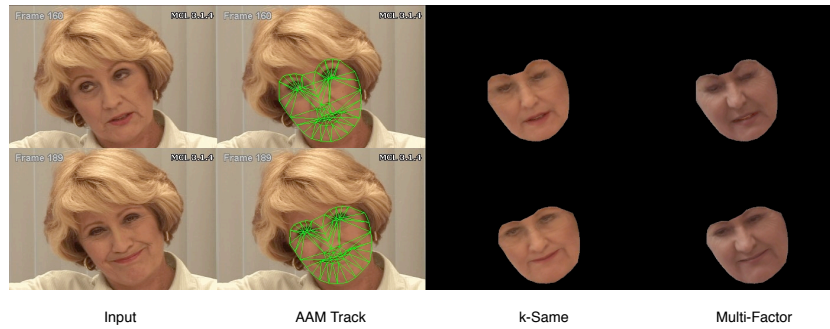 Frame 160 MCL 3.1.4 Frame 160 MCL 3.1.4
Frame 189 MCL 3.1.4 Frame 189 MCL 3.1.4
Input AAM Track k-Same Multi-Factor